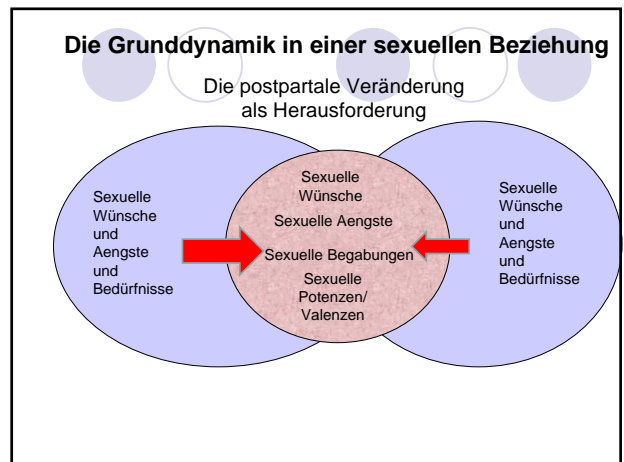 Die Grunddynamik in einer sexuellen Beziehung
Die postpartale Veränderung
als Herausforderung
Sexuelle
Wünsche
und
Aengste
und
Bedürfnisse
Sexuelle
Wünsche
Sexuelle Aengste
Sexuelle Begabungen
Sexuelle
Potenzen/
Valenzen
Sexuelle
Wünsche
und
Aengste
und
Bedürfnisse